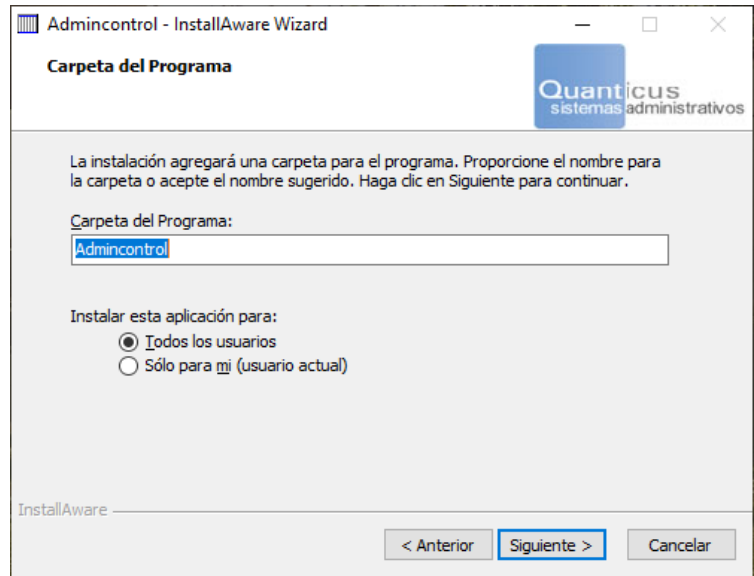 Admincontrol - InstallAware Wizard
Carpeta del Programa
Quanticus
sistemas administrativos
La instalación agregará una carpeta para el programa. Proporcione el nombre para
la carpeta o acepte el nombre sugerido. Haga clic en Siguiente para continuar.
Carpeta del Programa:
Admincontrol
Instalar esta aplicación para:
Todos los usuarios
Sólo para mi (usuario actual)
InstallAware
< Anterior Siguiente > Cancelar